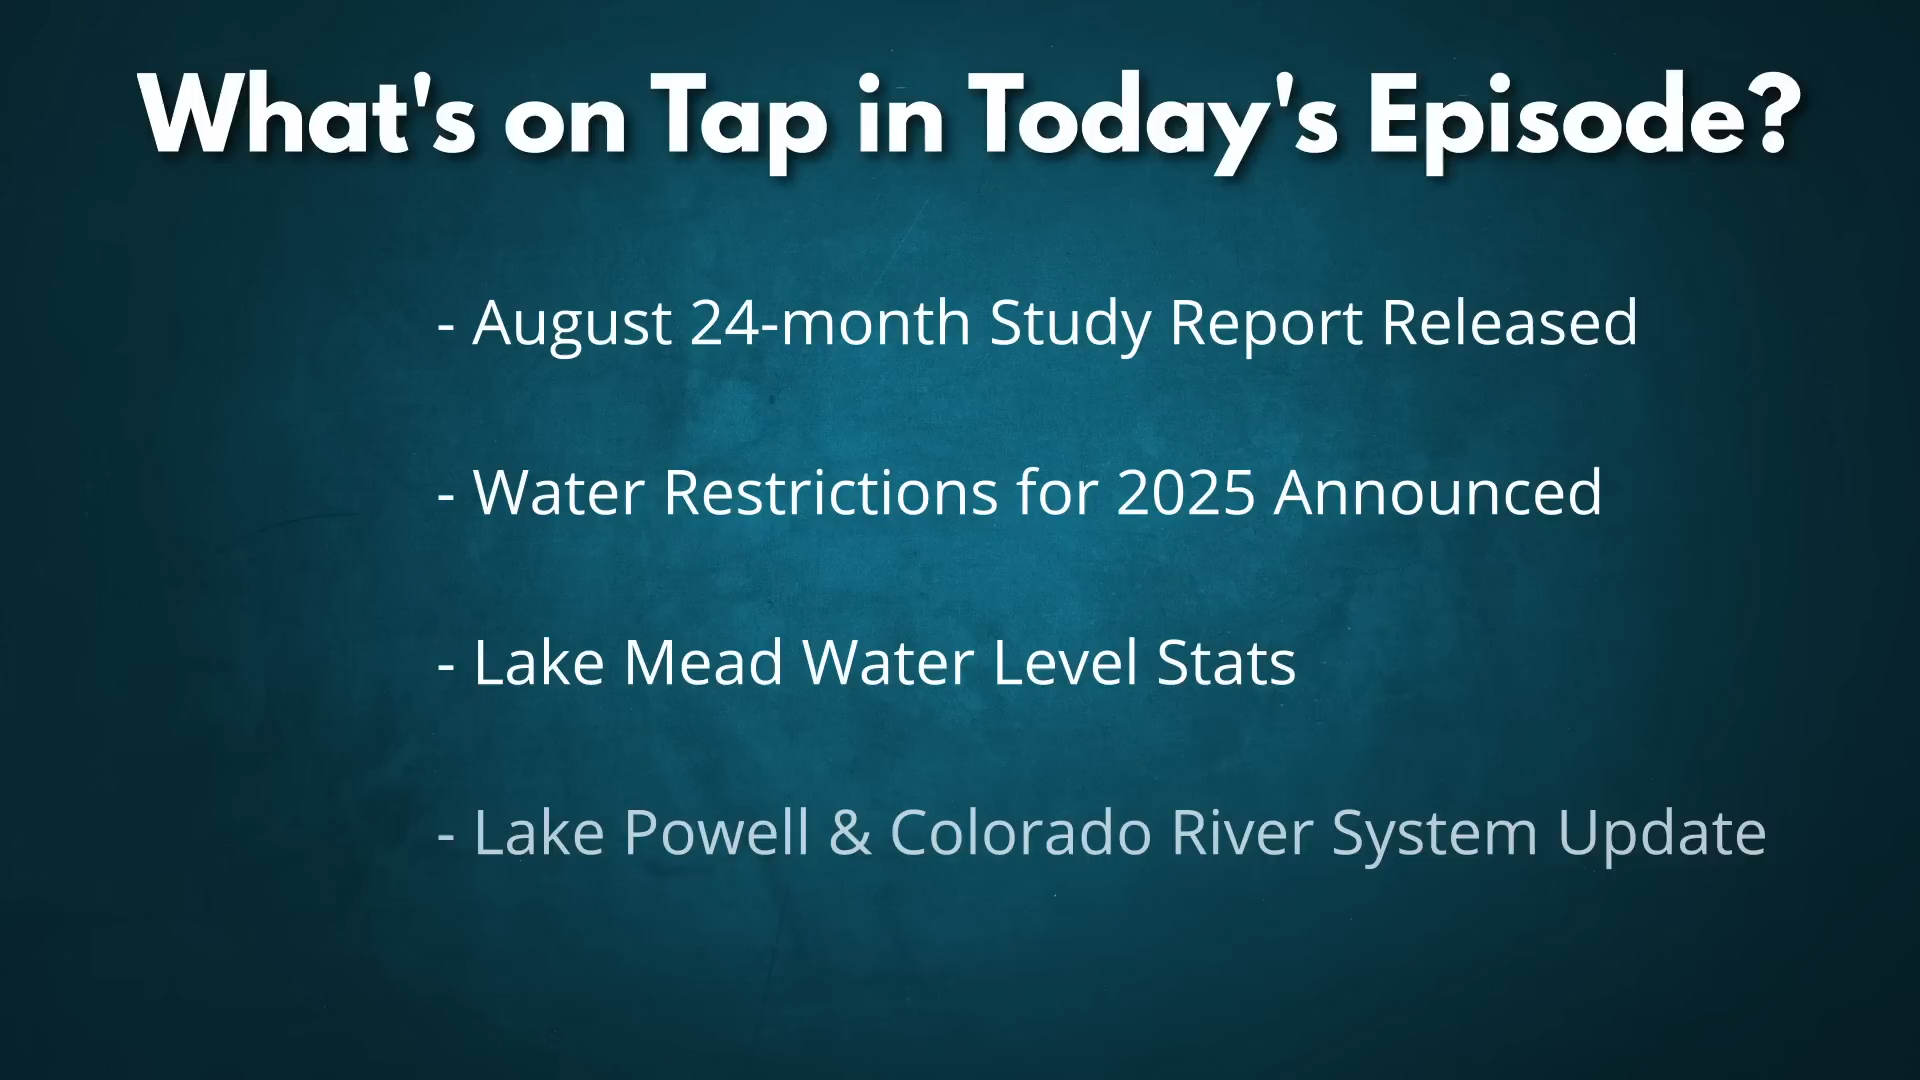 What's on Tap in Today's Episode?
- August 24-month Study Report Released
- Water Restrictions for 2025 Announced
- Lake Mead Water Level Stats
- Lake Powell & Colorado River System Update